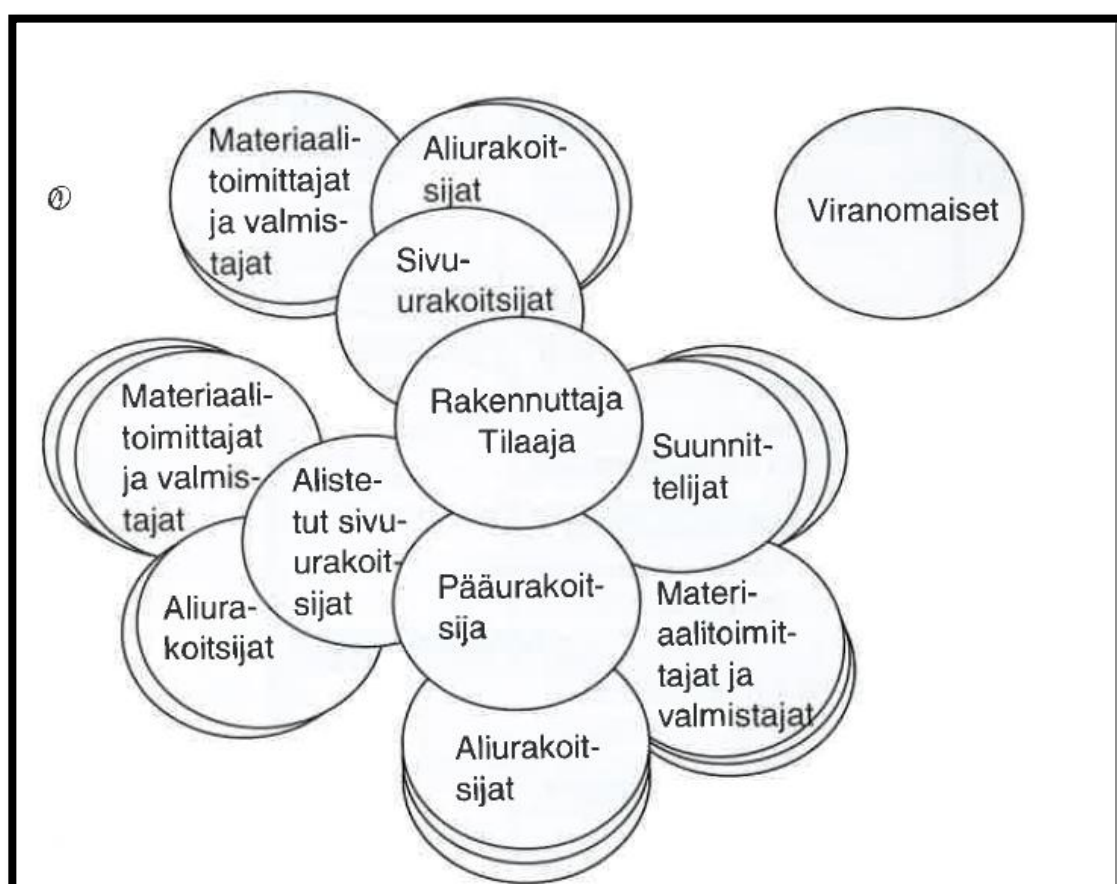 Materiaali-
toimittajat
ja valmis-
tajat
Aliurakoit-
sijat
Viranomaiset
Sivu-
urakoitsijat
Rakennuttaja
Tilaaja
Materiaali-
toimittajat
ja valmis-
tajat
Suunnit-
telijat
Aliste-
tut sivu-
urakoit-
sijat
Pääurakoit-
sija
Aliura-
koitsijat
Materi-
aalitoimit-
tajat ja
valmistajat
Aliurakoit-
sijat